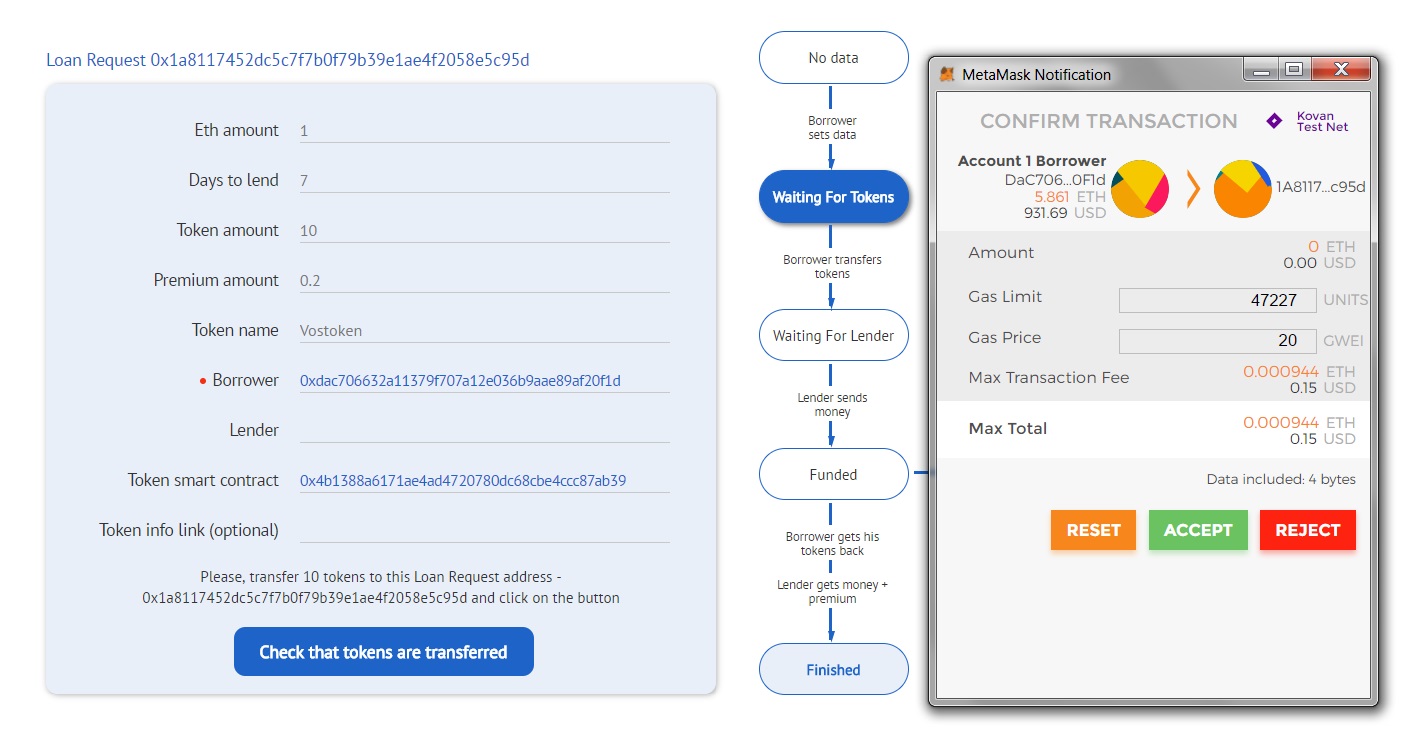 Loan Request 0x1a8117452dc5c7f7b0f79b39e1ae4f2058e5c95d
Eth amount 1
Days to lend 7
Token amount 10
Premium amount 0.2
Token name Vostoken
Borrower 0xdac706632a11379f707a12e036b9aae89af20f1d
Lender
Token smart contract 0x4b1388a6171ae4ad4720780dc68cbe4ccc87ab39
Token info link (optional)
Please, transfer 10 tokens to this Loan Request address -
0x1a8117452dc5c7f7b0f79b39e1ae4f2058e5c95d and click on the button
Check that tokens are transferred
No data
Borrower
sets data
Waiting For Tokens
Borrower transfers
tokens
Waiting For Lender
Lender sends
money
Funded
Borrower gets his
tokens back
Lender gets money +
premium
Finished
MetaMask Notification
CONFIRM TRANSACTION
Kovan
Test Net
Account 1 Borrower
DaC706...0F1d
5.861 ETH
931.69 USD
1A8117...c95d
Amount 0 ETH
0.00 USD
Gas Limit 47227 UNITS
Gas Price 20 GWEI
Max Transaction Fee 0.000944 ETH
0.15 USD
Max Total 0.000944 ETH
0.15 USD
Data included: 4 bytes
RESET ACCEPT REJECT